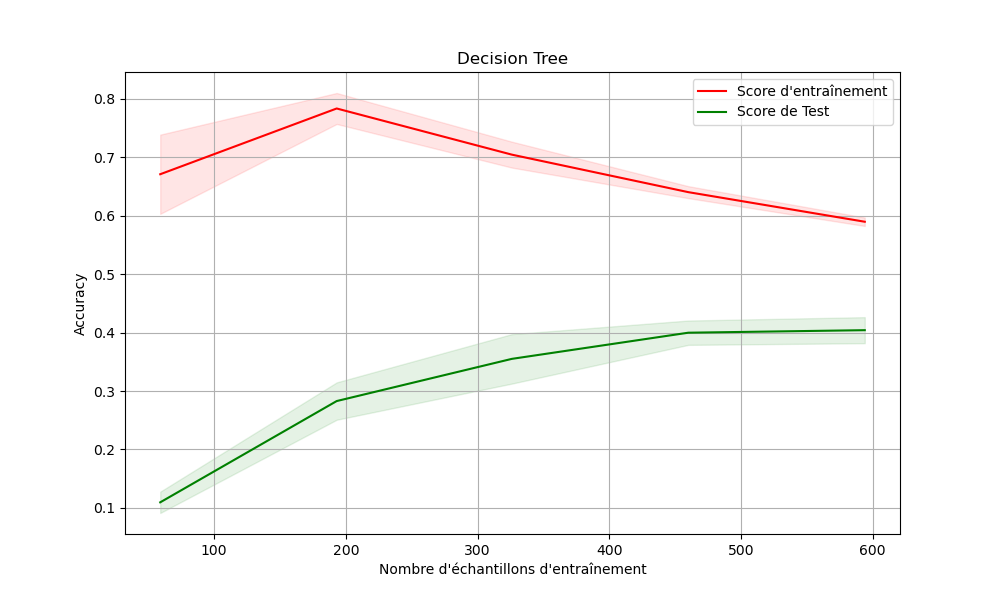 Decision Tree
Score d'entraînement
Score de Test
Accuracy
0.8
0.7
0.6
0.5
0.4
0.3
0.2
0.1
100 200 300 400 500 600
Nombre d'échantillons d'entraînement